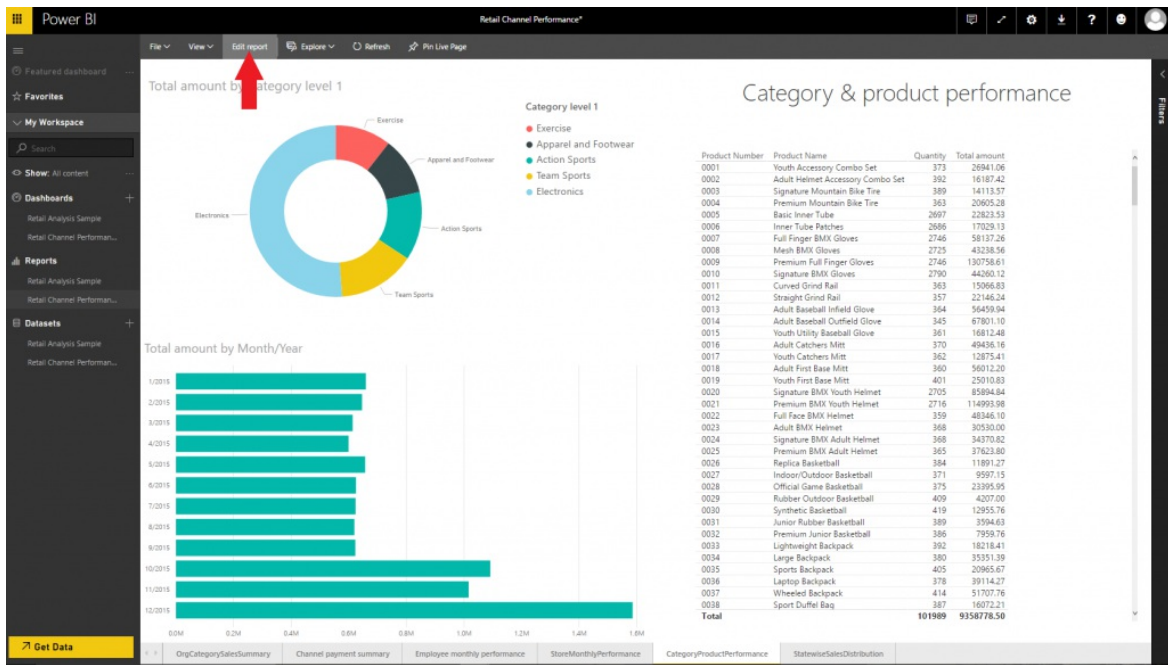 Power BI
Retail Channel Performance*
File View Edit report Explore Refresh Pin Live Page
Featured dashboard
Favorites
My Workspace
Search
Show: All content
Dashboards
Retail Analysis Sample
Retail Channel Performan...
Reports
Retail Analysis Sample
Retail Channel Performan...
Datasets
Retail Analysis Sample
Retail Channel Performan...
Get Data
Total amount by category level 1
Exercise
Apparel and Footwear
Action Sports
Team Sports
Electronics
Category level 1
Exercise
Apparel and Footwear
Action Sports
Team Sports
Electronics
Total amount by Month/Year
1/2015
2/2015
3/2015
4/2015
5/2015
6/2015
7/2015
8/2015
9/2015
10/2015
11/2015
12/2015
0.0M 0.2M 0.4M 0.6M 0.8M 1.0M 1.2M 1.4M 1.6M
Category & product performance
Product Number Product Name Quantity Total amount
0001 Youth Accessory Combo Set 373 26941.06
0002 Adult Helmet Accessory Combo Set 392 16187.42
0003 Signature Mountain Bike Tire 389 14113.57
0004 Premium Mountain Bike Tire 363 20605.28
0005 Basic Inner Tube 2697 22823.53
0006 Inner Tube Patches 2686 17029.13
0007 Full Finger BMX Gloves 2746 58137.26
0008 Mesh BMX Gloves 2725 43238.56
0009 Premium Full Finger Gloves 2746 130758.61
0010 Signature BMX Gloves 2790 44260.12
0011 Curved Grind Rail 363 15066.83
0012 Straight Grind Rail 357 22146.24
0013 Adult Baseball Infield Glove 364 56459.94
0014 Adult Baseball Outfield Glove 345 67801.10
0015 Youth Utility Baseball Glove 361 16812.48
0016 Adult Catchers Mitt 370 49436.16
0017 Youth Catchers Mitt 362 12875.41
0018 Adult First Base Mitt 360 56012.20
0019 Youth First Base Mitt 401 25010.83
0020 Signature BMX Youth Helmet 2705 85894.84
0021 Premium BMX Youth Helmet 2716 114993.98
0022 Full Face BMX Helmet 359 48346.10
0023 Adult BMX Helmet 368 30530.00
0024 Signature BMX Adult Helmet 368 34370.82
0025 Premium BMX Adult Helmet 365 37623.80
0026 Replica Basketball 384 11891.27
0027 Indoor/Outdoor Basketball 371 9597.15
0028 Official Game Basketball 375 23395.95
0029 Rubber Outdoor Basketball 409 4207.00
0030 Synthetic Basketball 419 12955.76
0031 Junior Rubber Basketball 389 3594.63
0032 Premium Junior Basketball 386 7959.76
0033 Lightweight Backpack 392 18218.41
0034 Large Backpack 380 35351.39
0035 Sports Backpack 405 20965.67
0036 Laptop Backpack 378 39114.27
0037 Wheeled Backpack 414 51707.76
0038 Sport Duffel Bag 387 16072.21
Total 101989 9358778.50
Filters
OrgCategorySalesSummary Channel payment summary Employee monthly performance StoreMonthlyPerformance CategoryProductPerformance StatewiseSalesDistribution